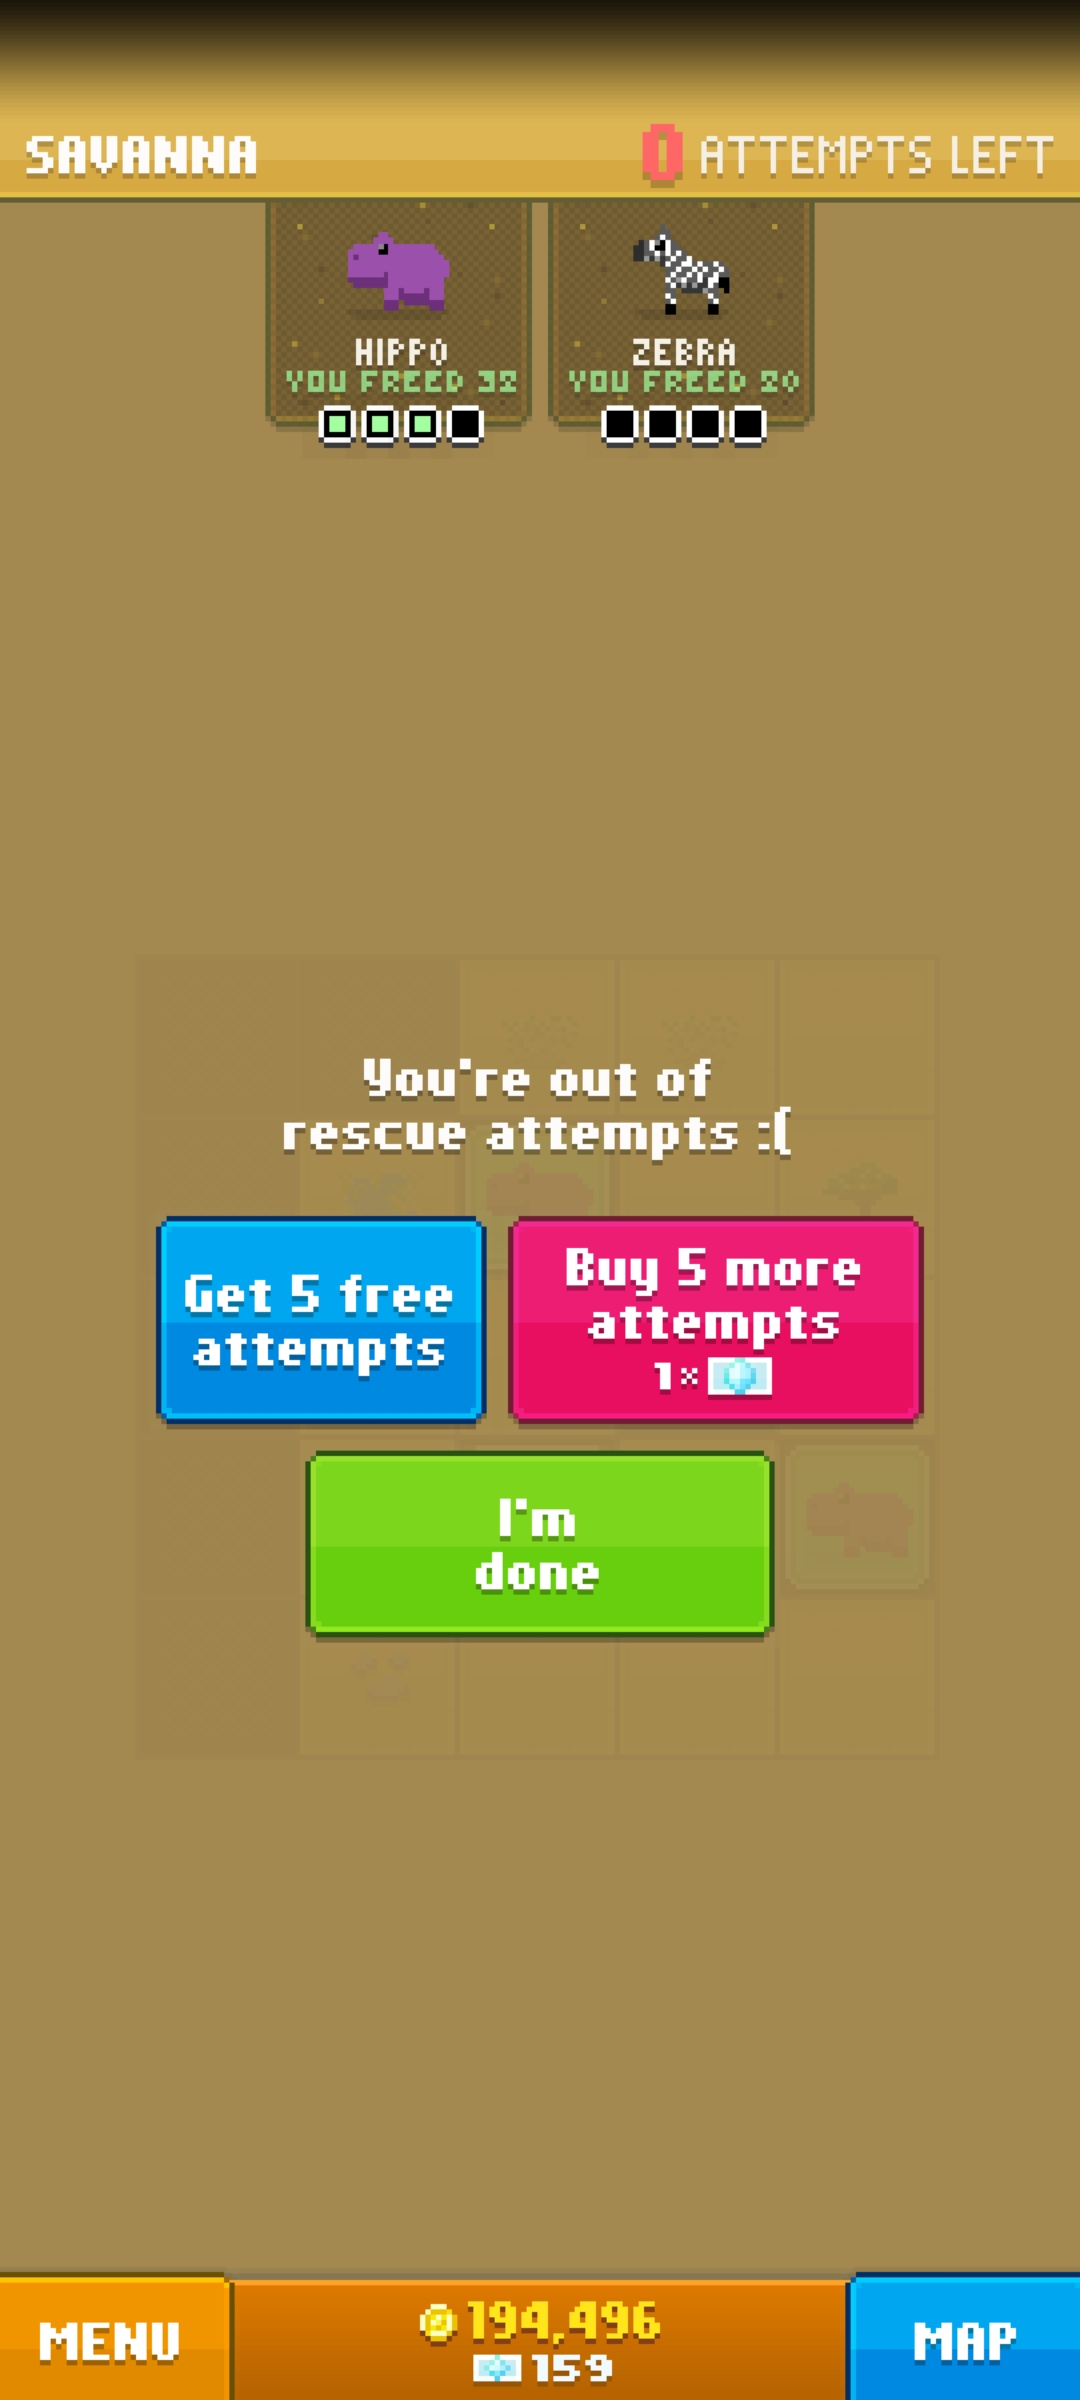 SAVANNA
0 ATTEMPTS LEFT
HIPPO
YOU FREED 38
ZEBRA
YOU FREED 20
You're out of
rescue attempts :(
Get 5 free
attempts
Buy 5 more
attempts
1×
I'm
done
MENU
194,496
159
MAP